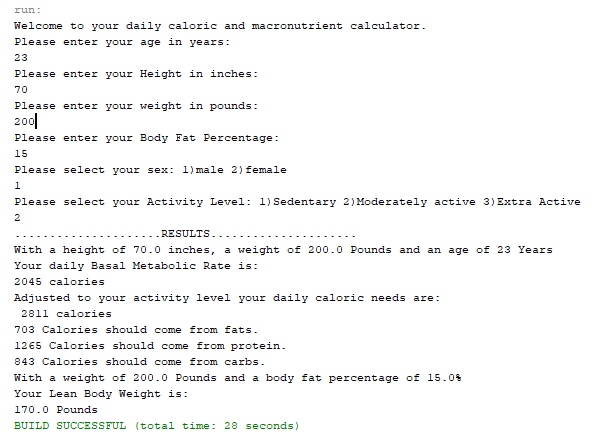 run:
Welcome to your daily caloric and macronutrient calculator.
Please enter your age in years:
23
Please enter your Height in inches:
70
Please enter your weight in pounds:
200
Please enter your Body Fat Percentage:
15
Please select your sex: 1)male 2)female
1
Please select your Activity Level: 1)Sedentary 2)Moderately active 3)Extra Active
2
.....................RESULTS.....................
With a height of 70.0 inches, a weight of 200.0 Pounds and an age of 23 Years
Your daily Basal Metabolic Rate is:
2045 calories
Adjusted to your activity level your daily caloric needs are:
 2811 calories
703 Calories should come from fats.
1265 Calories should come from protein.
843 Calories should come from carbs.
With a weight of 200.0 Pounds and a body fat percentage of 15.0%
Your Lean Body Weight is:
170.0 Pounds
BUILD SUCCESSFUL (total time: 28 seconds)